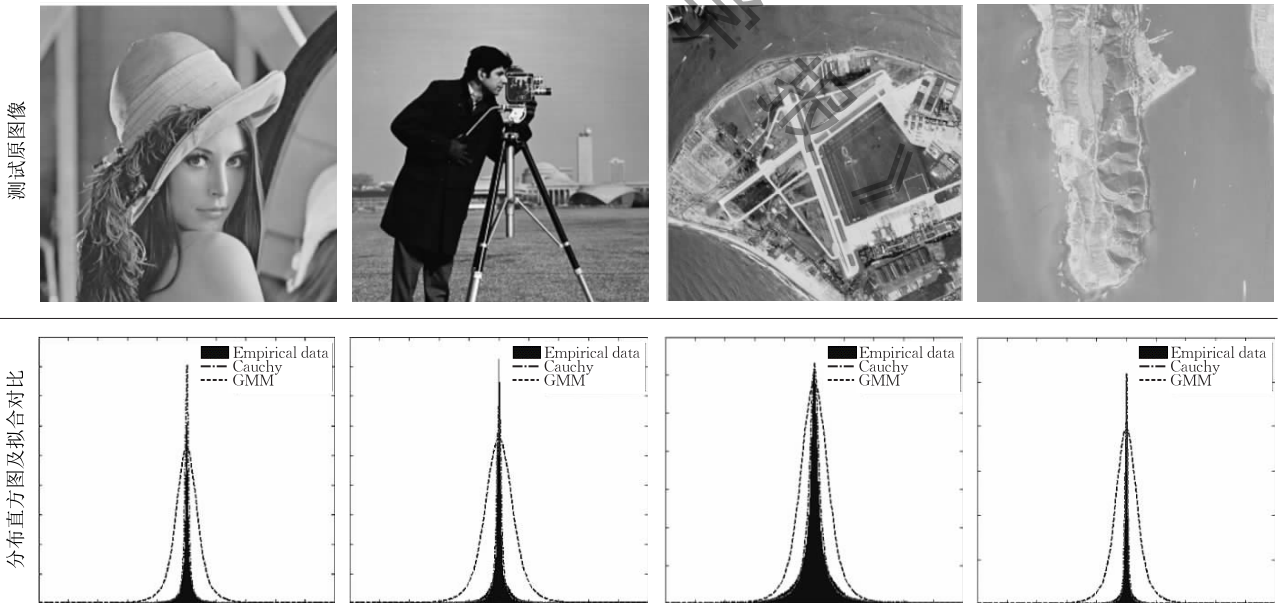 测试原图像
分布直方图及拟合对比
Empirical data
Cauchy
GMM
Empirical data
Cauchy
GMM
Empirical data
Cauchy
GMM
Empirical data
Cauchy
GMM